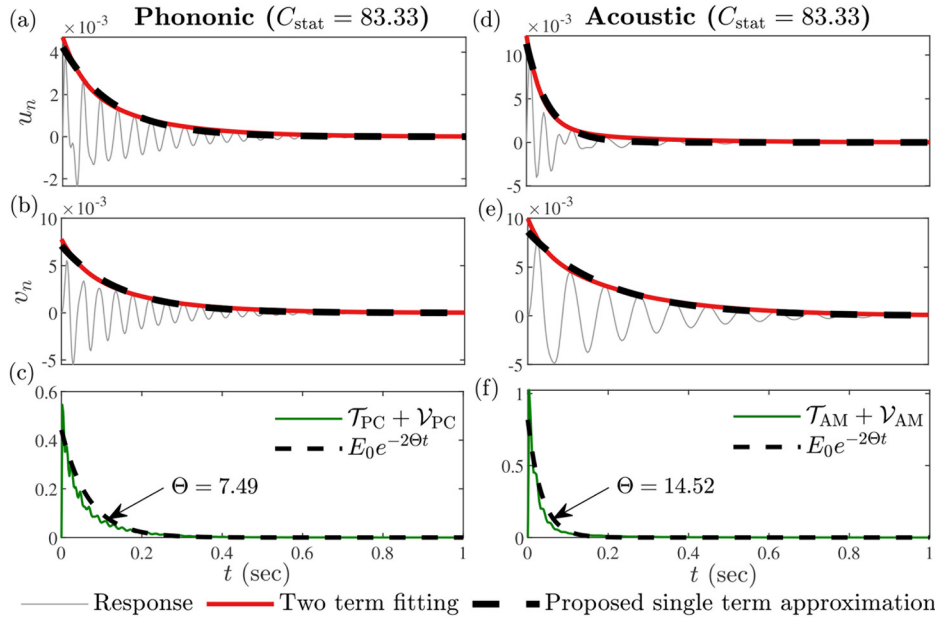 (a) Phononic (C_stat = 83.33)
×10⁻³
4
2
0
-2
u_n
(b)
×10⁻³
10
5
0
-5
v_n
(c)
0.6
0.4
0.2
0
𝒯_PC + 𝒱_PC
E₀e^{-2Θt}
Θ = 7.49
0 0.2 0.4 0.6 0.8 1
t (sec)
(d) Acoustic (C_stat = 83.33)
×10⁻³
10
5
0
-5
(e)
×10⁻³
10
5
0
-5
(f)
1
0.5
0
𝒯_AM + 𝒱_AM
E₀e^{-2Θt}
Θ = 14.52
0 0.2 0.4 0.6 0.8 1
t (sec)
Response Two term fitting Proposed single term approximation